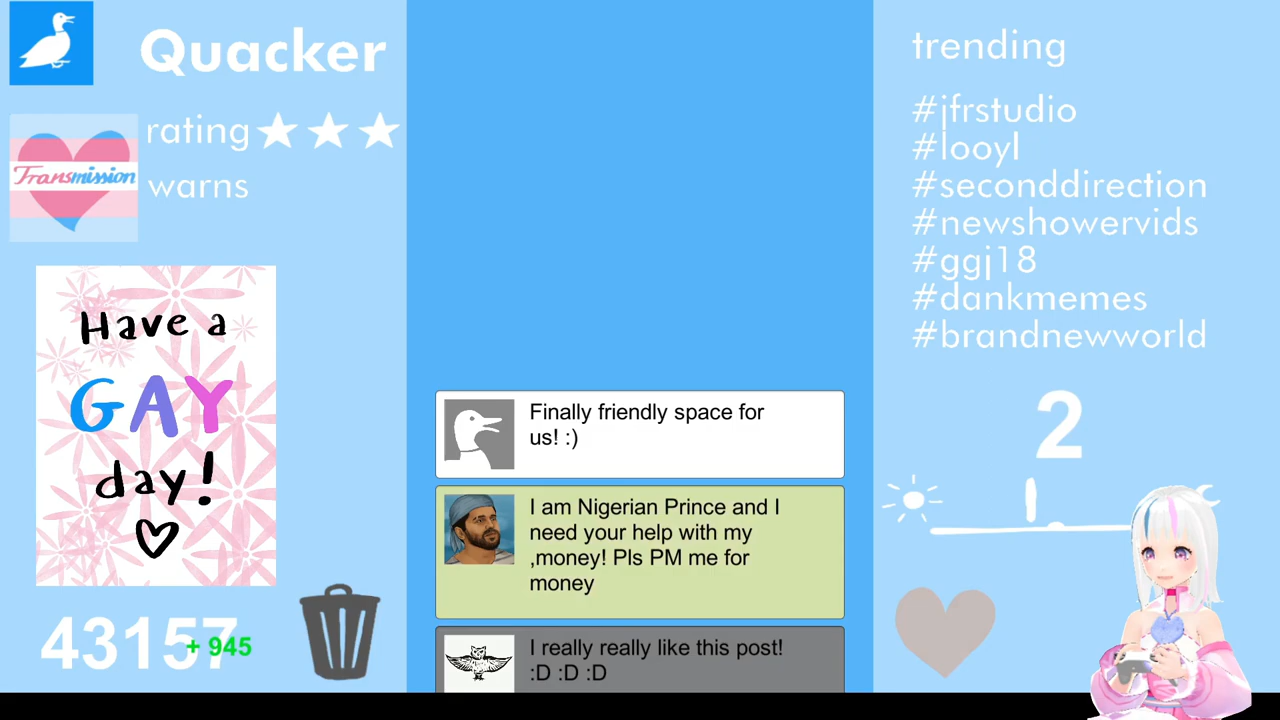 Quacker
Transmission
rating
warns
Have a
GAY
day!
43157
+ 945
Finally friendly space for
us! :)
I am Nigerian Prince and I
need your help with my
,money! Pls PM me for
money
I really really like this post!
:D :D :D
trending
#jfrstudio
#looyl
#seconddirection
#newshowervids
#ggj18
#dankmemes
#brandnewworld
2